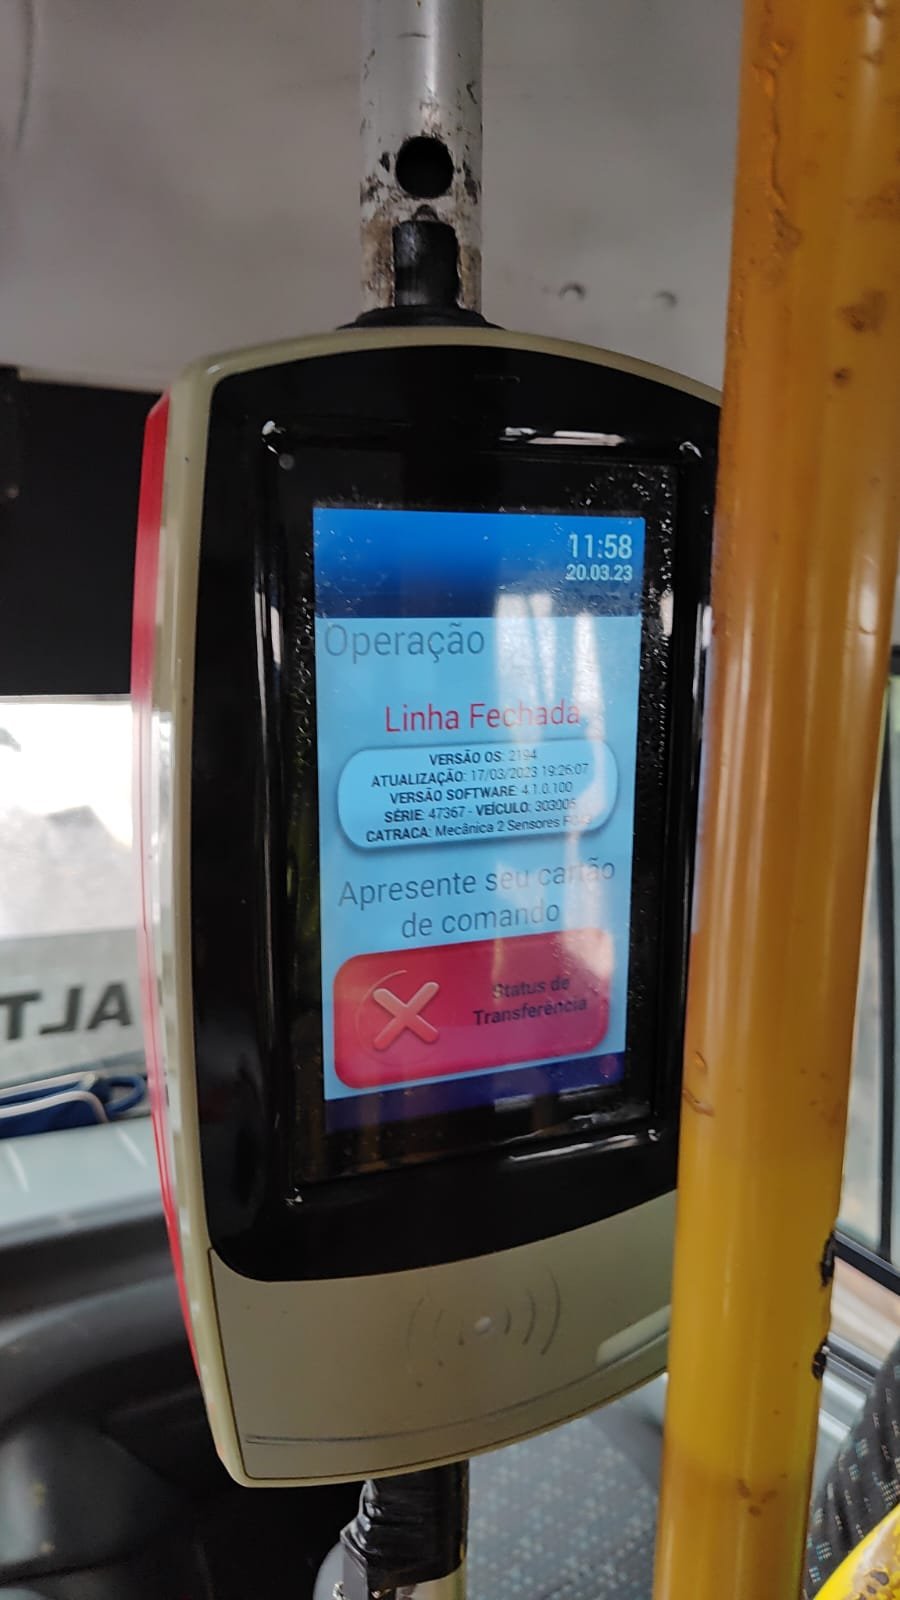 11:58
20.03.23
Operação
Linha Fechada
VERSÃO OS: 2194
ATUALIZAÇÃO: 17/03/2023 19:26:07
VERSÃO SOFTWARE: 4.1.0.100
SÉRIE: 47367 - VEÍCULO: 303005
CATRACA: Mecânica 2 Sensores
Apresente seu cartão
de comando
Status de
Transferência
ALT